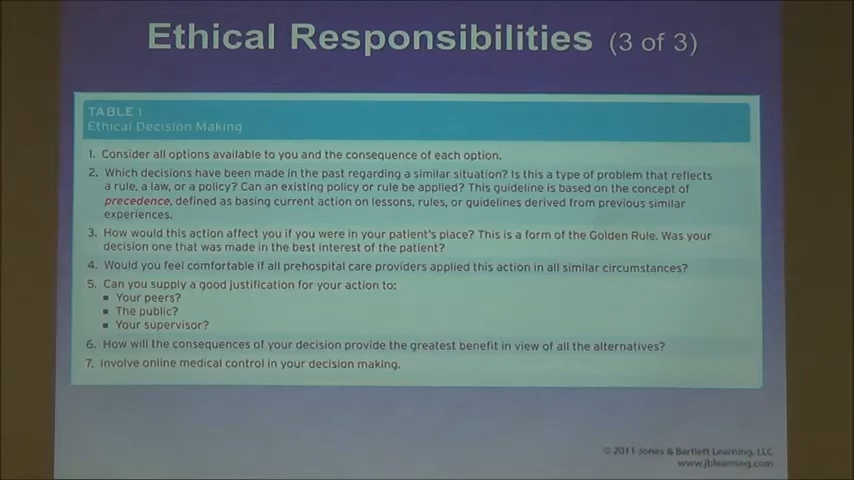 Ethical Responsibilities (3 of 3)
TABLE 1
Ethical Decision Making
1. Consider all options available to you and the consequence of each option.
2. Which decisions have been made in the past regarding a similar situation? Is this a type of problem that reflects
a rule, a law, or a policy? Can an existing policy or rule be applied? This guideline is based on the concept of
precedence, defined as basing current action on lessons, rules, or guidelines derived from previous similar
experiences.
3. How would this action affect you if you were in your patient's place? This is a form of the Golden Rule. Was your
decision one that was made in the best interest of the patient?
4. Would you feel comfortable if all prehospital care providers applied this action in all similar circumstances?
5. Can you supply a good justification for your action to:
▪ Your peers?
▪ The public?
▪ Your supervisor?
6. How will the consequences of your decision provide the greatest benefit in view of all the alternatives?
7. Involve online medical control in your decision making.
© 2011 Jones & Bartlett Learning, LLC
www.jblearning.com